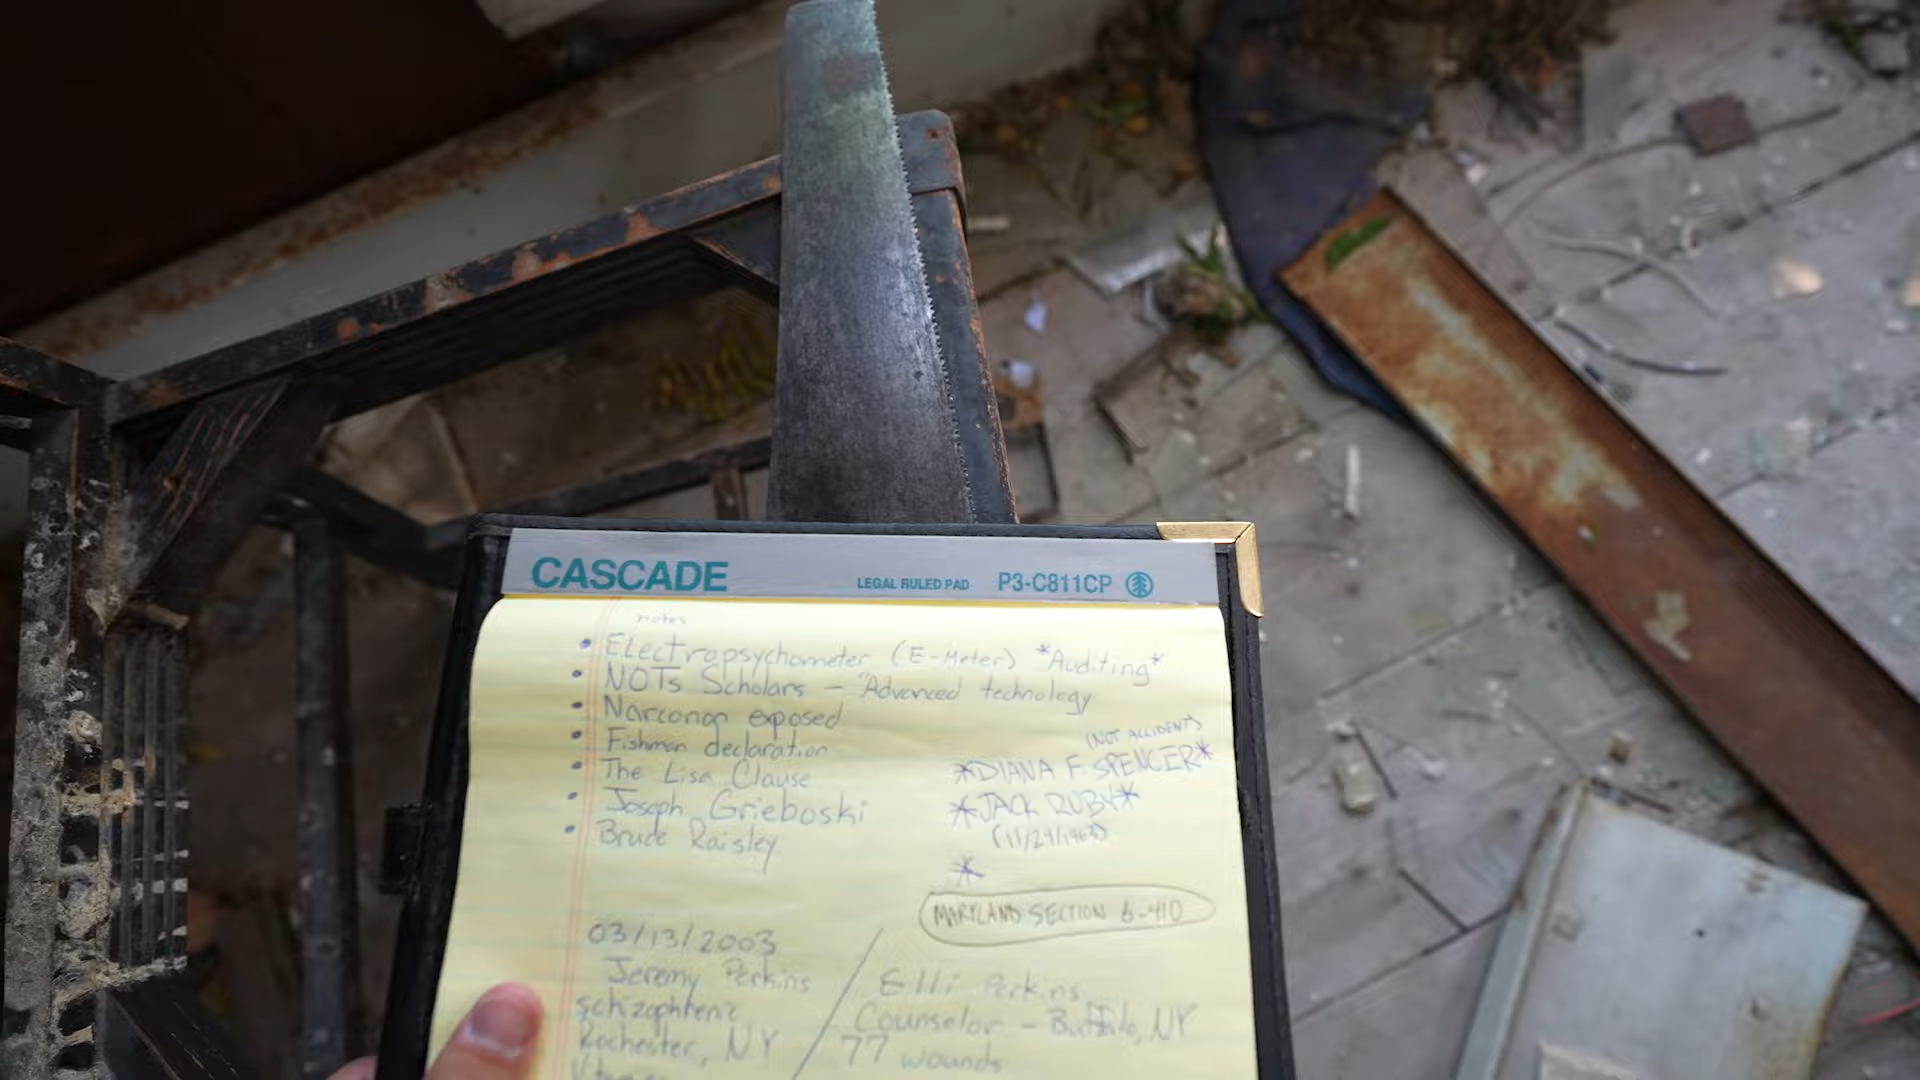 CASCADE LEGAL RULED PAD P3-C811CP
notes
• Electropsychometer (E-Meter) *Auditing*
• NOTs Scholars – "Advanced technology
• Narconon exposed
• Fishman declaration
• The Lisa Clause
• Joseph Grieboski
• Bruce Raisley
(NOT ACCIDENT)
*DIANA F. SPENCER*
*JACK RUBY*
(11/29/1963)
*
MARYLAND SECTION 6-410
03/13/2003
Jeremy Perkins
schizophrenic
Rochester, NY
Elli Perkins
Counselor – Buffalo, NY
77 wounds